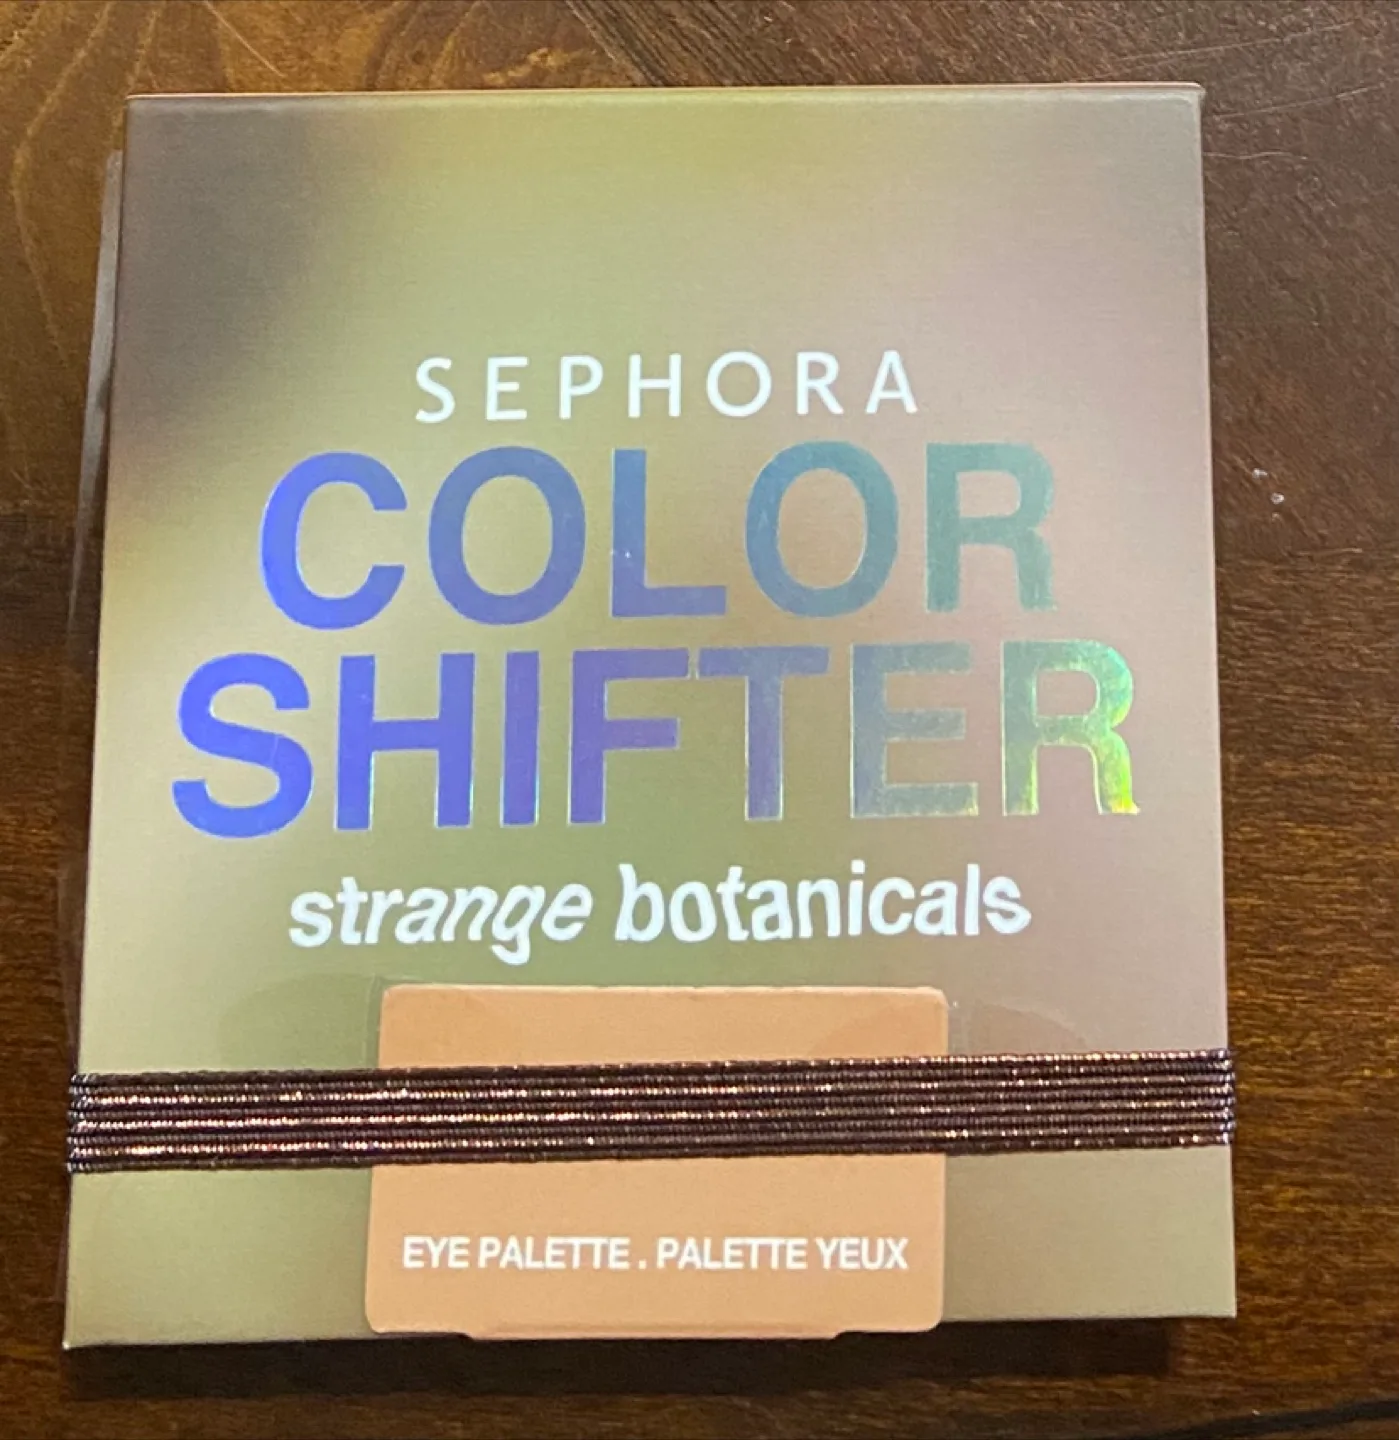 SEPHORA
COLOR
SHIFTER
strange botanicals
EYE PALETTE . PALETTE YEUX